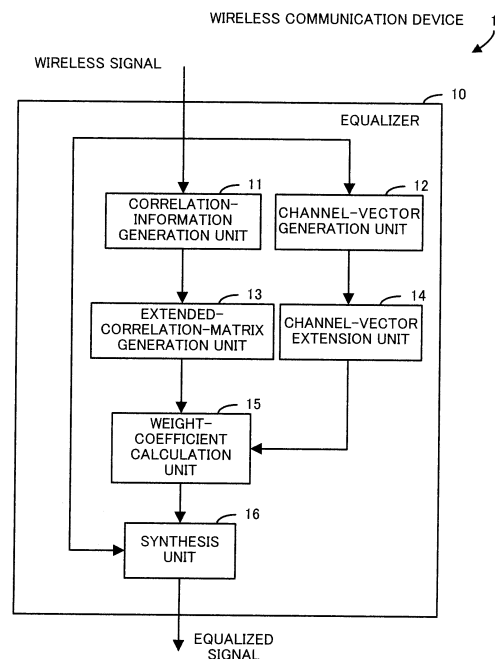 WIRELESS COMMUNICATION DEVICE 1
WIRELESS SIGNAL
10
EQUALIZER
11
CORRELATION-
INFORMATION
GENERATION UNIT
12
CHANNEL-VECTOR
GENERATION UNIT
13
EXTENDED-
CORRELATION-MATRIX
GENERATION UNIT
14
CHANNEL-VECTOR
EXTENSION UNIT
15
WEIGHT-
COEFFICIENT
CALCULATION
UNIT
16
SYNTHESIS
UNIT
EQUALIZED
SIGNAL